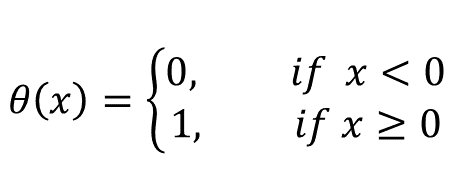 θ(x) = {0, if x < 0
1, if x ≥ 0